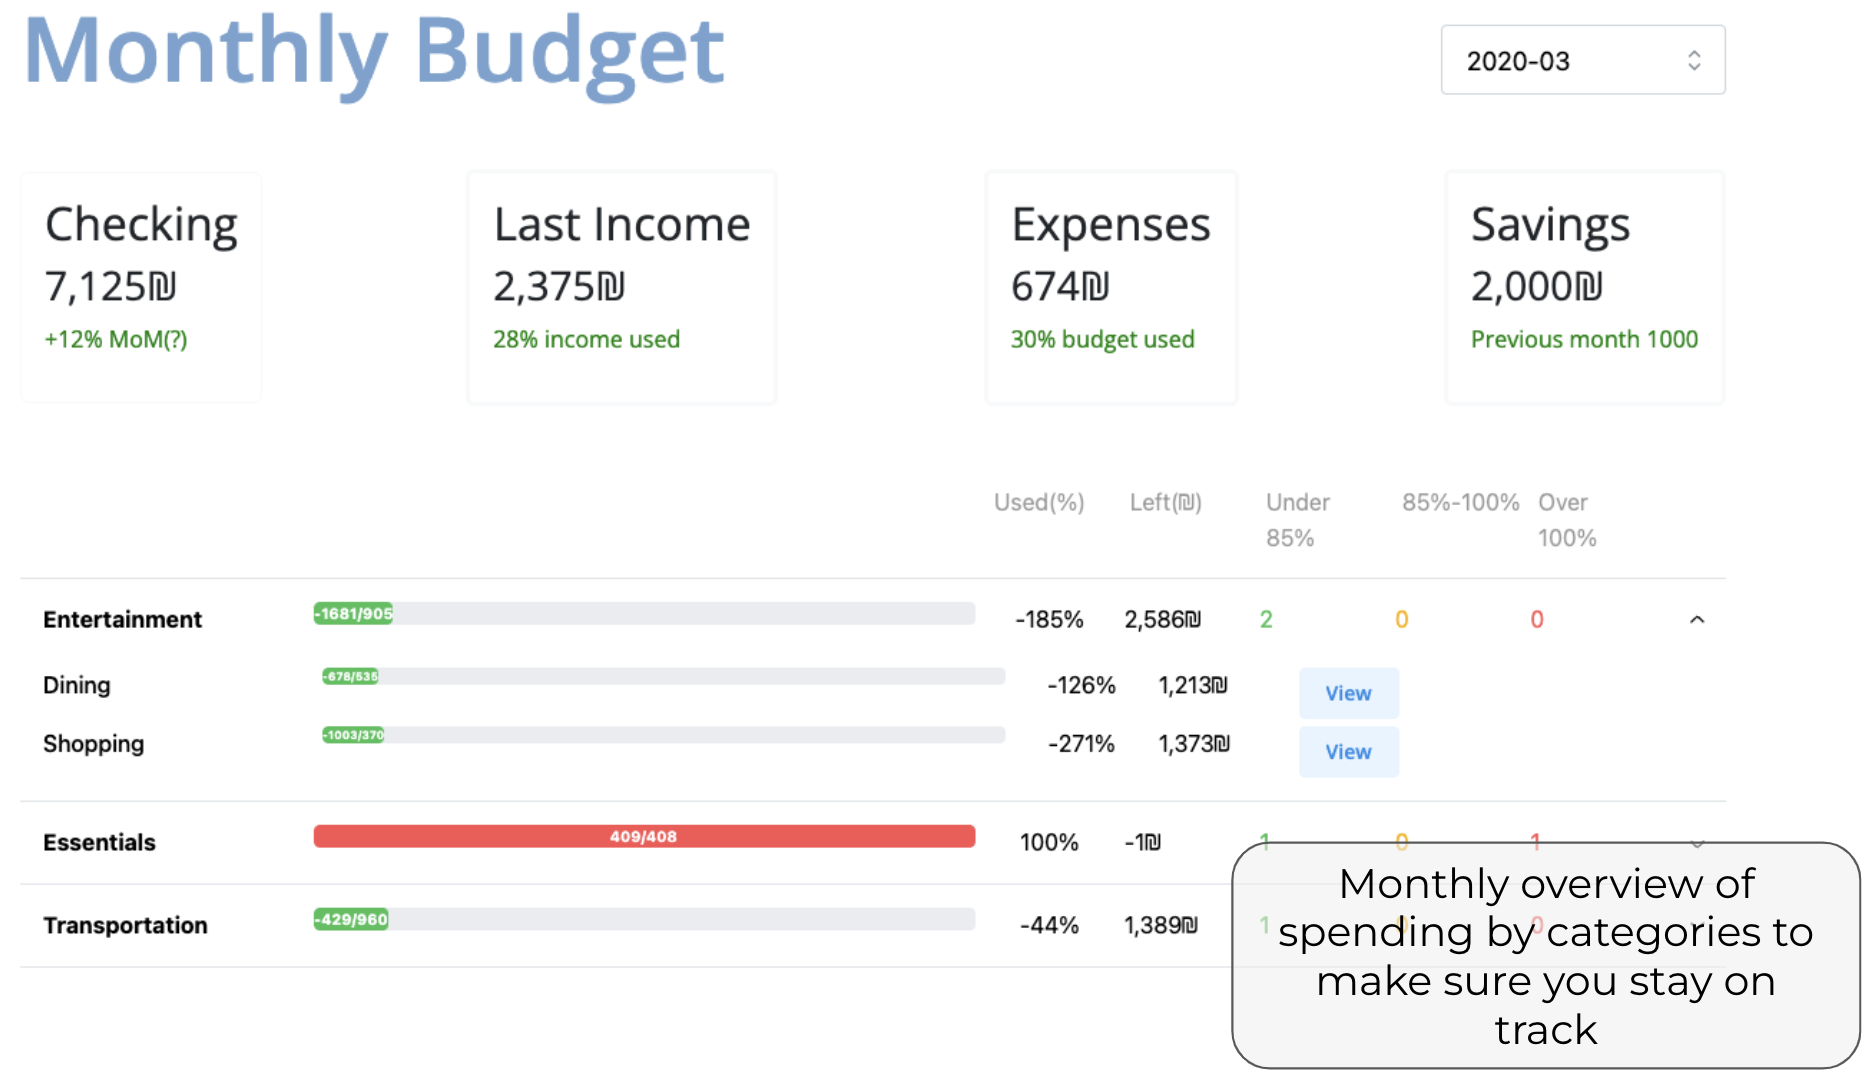 Monthly Budget
2020-03
Checking
7,125₪
+12% MoM(?)
Last Income
2,375₪
28% income used
Expenses
674₪
30% budget used
Savings
2,000₪
Previous month 1000
Used(%) Left(₪) Under 85% 85%-100% Over 100%
Entertainment -1681/905 -185% 2,586₪ 2 0 0
Dining -678/535 -126% 1,213₪ View
Shopping -1003/370 -271% 1,373₪ View
Essentials 409/408 100% -1₪ 1 0 1
Transportation -429/960 -44% 1,389₪ 1 0 0
Monthly overview of
spending by categories to
make sure you stay on
track